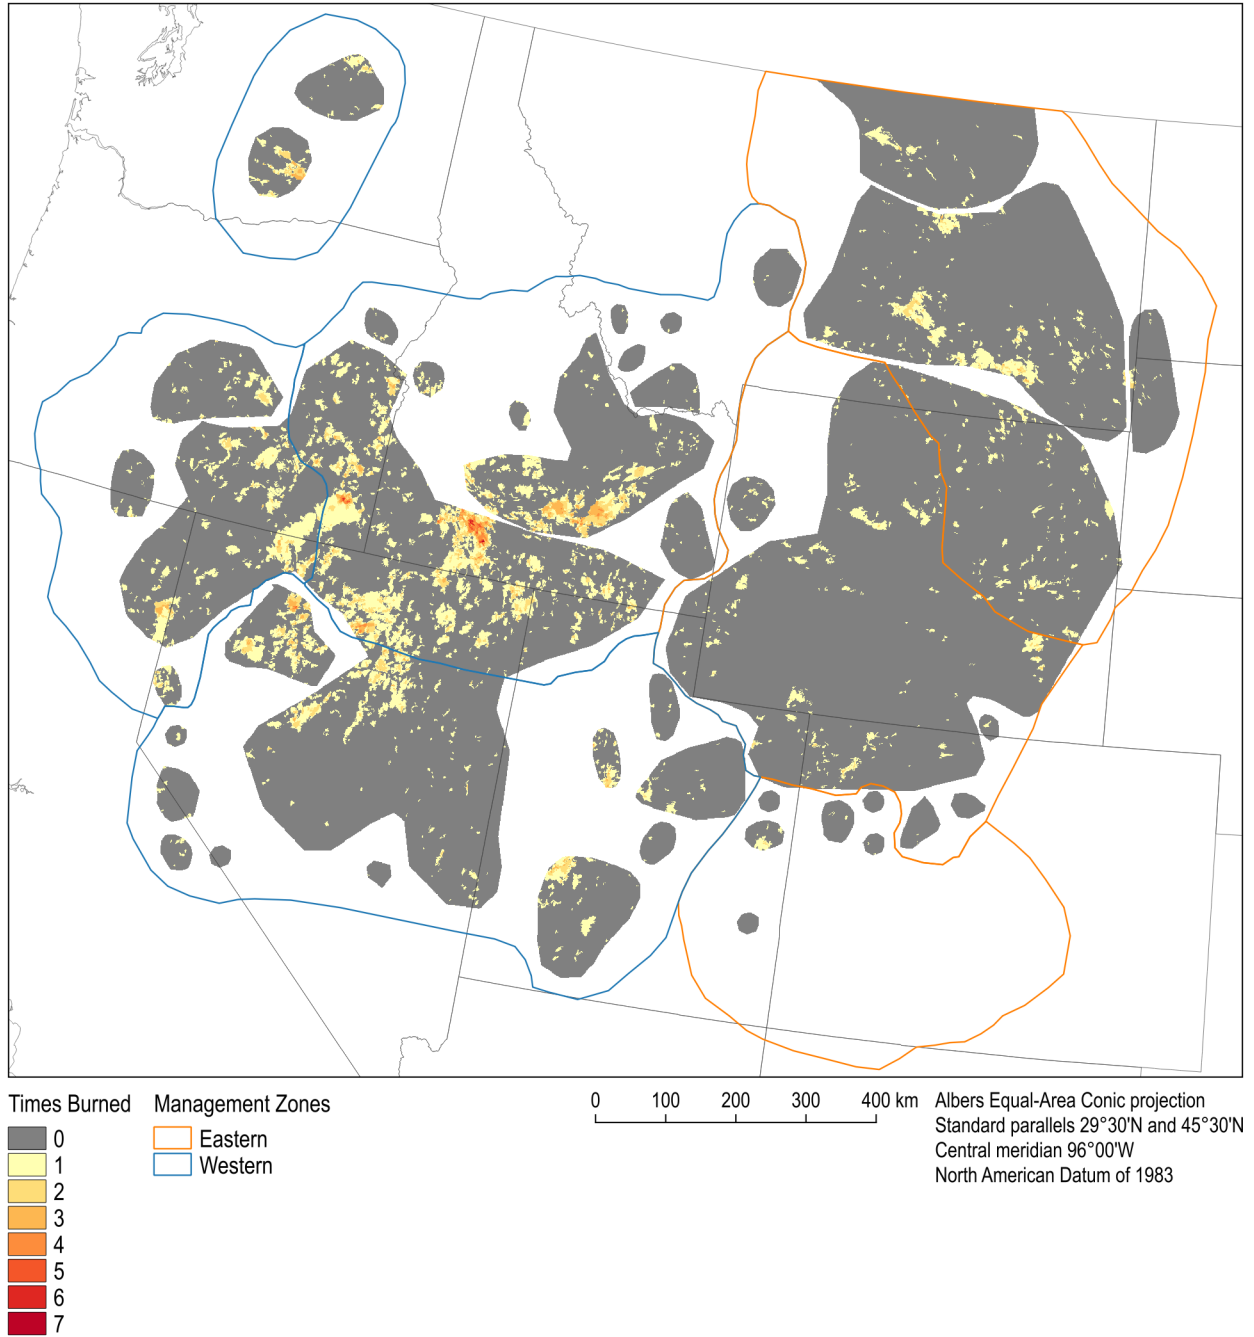 Times Burned
0
1
2
3
4
5
6
7
Management Zones
Eastern
Western
0 100 200 300 400 km
Albers Equal-Area Conic projection
Standard parallels 29°30'N and 45°30'N
Central meridian 96°00'W
North American Datum of 1983